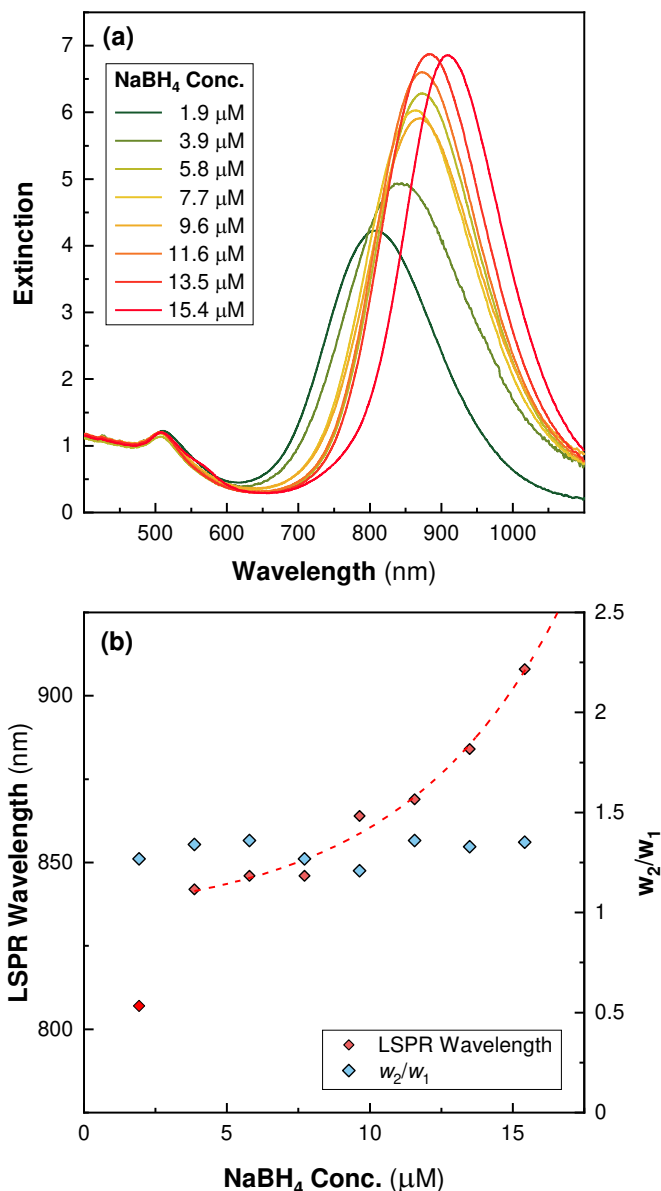 (a)
7
6
5
4
3
2
1
0
Extinction
NaBH₄ Conc.
1.9 μM
3.9 μM
5.8 μM
7.7 μM
9.6 μM
11.6 μM
13.5 μM
15.4 μM
500 600 700 800 900 1000
Wavelength (nm)
(b)
900
850
800
LSPR Wavelength (nm)
2.5
2
1.5
1
0.5
0
w₂/w₁
LSPR Wavelength
w₂/w₁
0 5 10 15
NaBH₄ Conc. (μM)